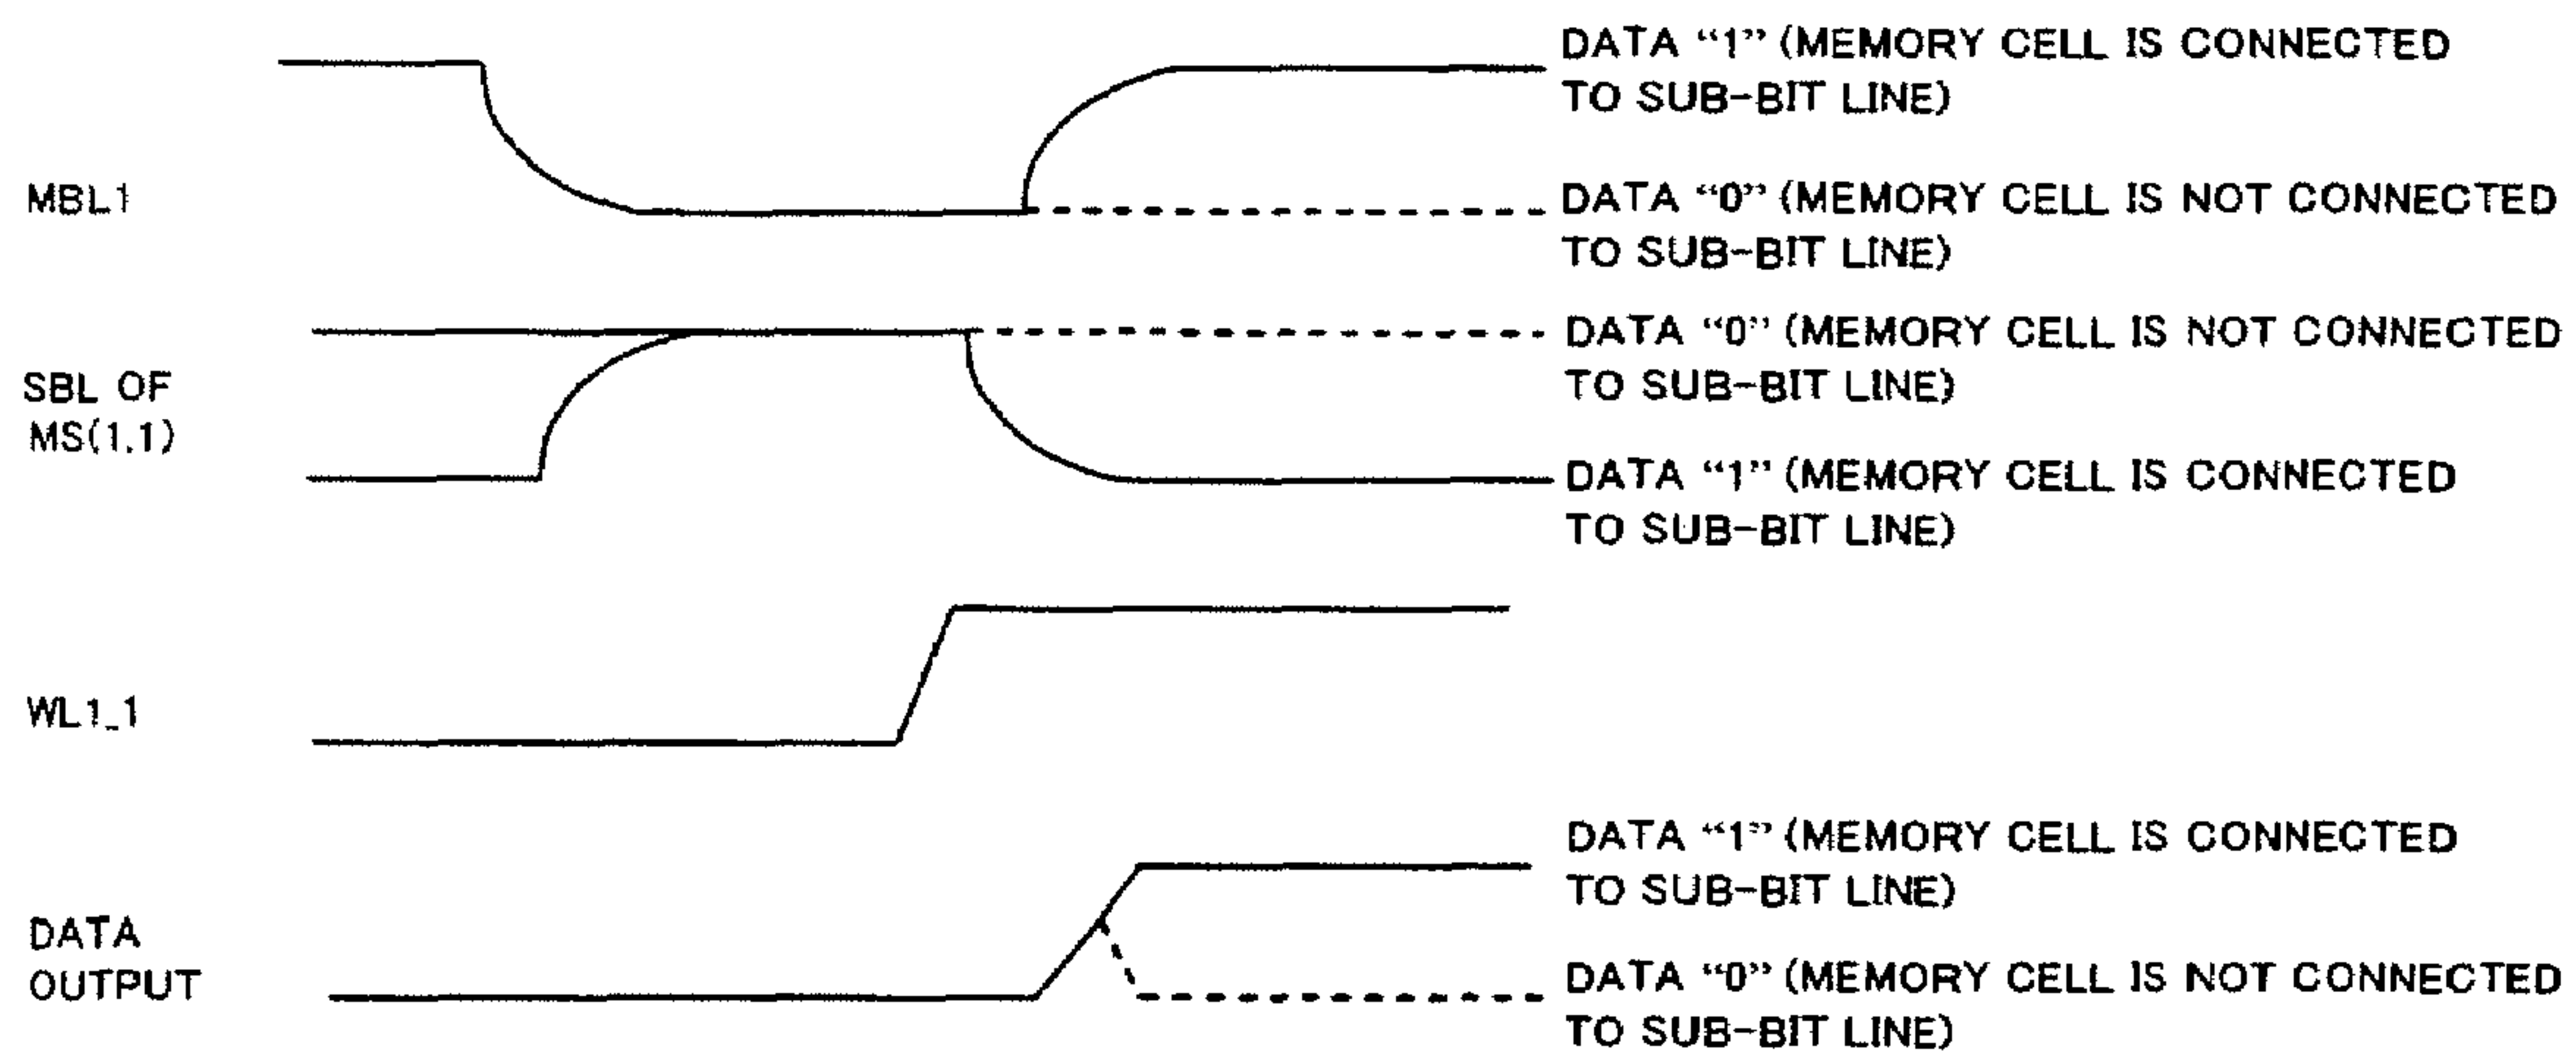 DATA “1” (MEMORY CELL IS CONNECTED
TO SUB-BIT LINE)
MBL1
DATA “0” (MEMORY CELL IS NOT CONNECTED
TO SUB-BIT LINE)
DATA “0” (MEMORY CELL IS NOT CONNECTED
TO SUB-BIT LINE)
SBL OF
MS(1,1)
DATA “1” (MEMORY CELL IS CONNECTED
TO SUB-BIT LINE)
WL1_1
DATA “1” (MEMORY CELL IS CONNECTED
TO SUB-BIT LINE)
DATA
OUTPUT
DATA “0” (MEMORY CELL IS NOT CONNECTED
TO SUB-BIT LINE)